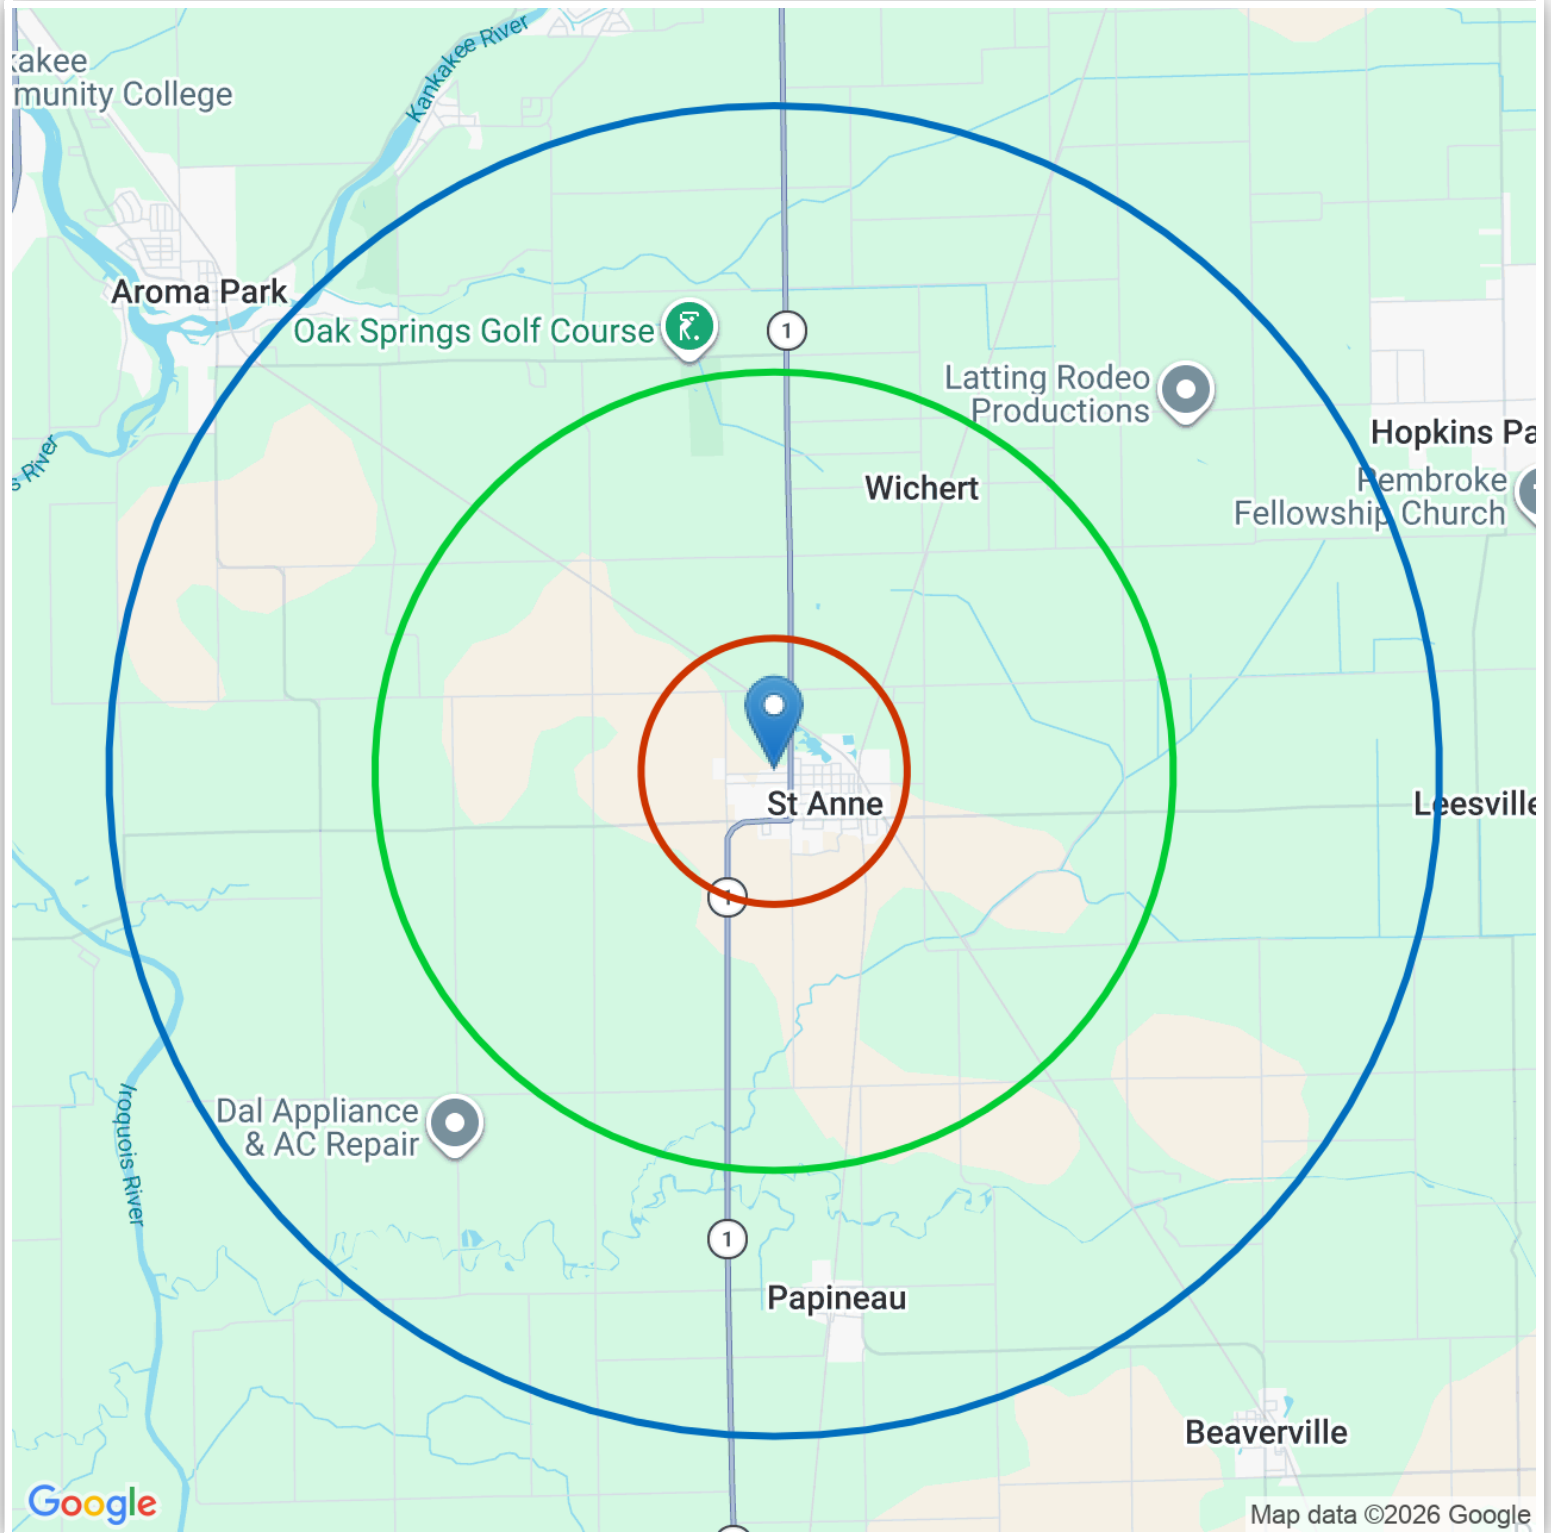 kakee
munity College
Kankakee River
Aroma Park
Oak Springs Golf Course
1
Latting Rodeo
Productions
Hopkins Pa
Pembroke
Fellowship Church
s River
Wichert
St Anne
Leesville
1
Iroquois River
Dal Appliance
& AC Repair
1
Papineau
Beaverville
Google
Map data ©2026 Google